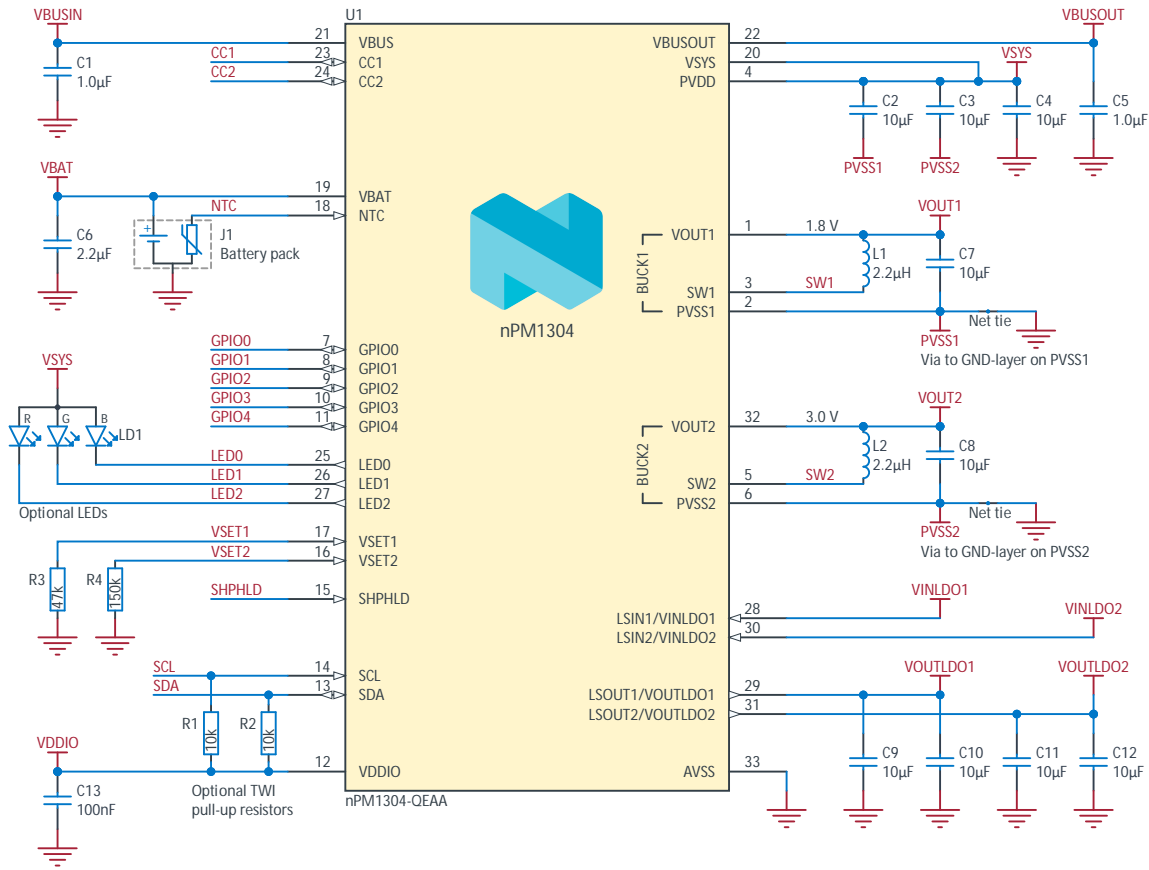 U1
VBUSIN
21
VBUS
C1
1.0µF
CC1
23
CC1
CC2
24
CC2
VBAT
19
VBAT
NTC
18
NTC
C6
2.2µF
+
J1
Battery pack
GPIO0
7
GPIO0
GPIO1
8
GPIO1
GPIO2
9
GPIO2
GPIO3
10
GPIO3
GPIO4
11
GPIO4
VSYS
R
G
B
LD1
LED0
25
LED0
LED1
26
LED1
LED2
27
LED2
Optional LEDs
VSET1
17
VSET1
VSET2
16
VSET2
R3
47k
R4
150k
SHPHLD
15
SHPHLD
SCL
14
SCL
SDA
13
SDA
R1
10k
R2
10k
VDDIO
12
VDDIO
C13
100nF
Optional TWI
pull-up resistors
nPM1304
nPM1304-QEAA
VBUSOUT
22
VBUSOUT
VSYS
20
VSYS
PVDD
4
C2
10µF
C3
10µF
C4
10µF
C5
1.0µF
PVSS1
PVSS2
BUCK1
VOUT1
1
1.8 V
VOUT1
L1
2.2µH
C7
10µF
SW1
3
SW1
PVSS1
2
Net tie
PVSS1
Via to GND-layer on PVSS1
BUCK2
VOUT2
32
3.0 V
VOUT2
L2
2.2µH
C8
10µF
SW2
5
SW2
PVSS2
6
Net tie
PVSS2
Via to GND-layer on PVSS2
LSIN1/VINLDO1
28
VINLDO1
LSIN2/VINLDO2
30
VINLDO2
LSOUT1/VOUTLDO1
29
VOUTLDO1
LSOUT2/VOUTLDO2
31
VOUTLDO2
C9
10µF
C10
10µF
C11
10µF
C12
10µF
AVSS
33